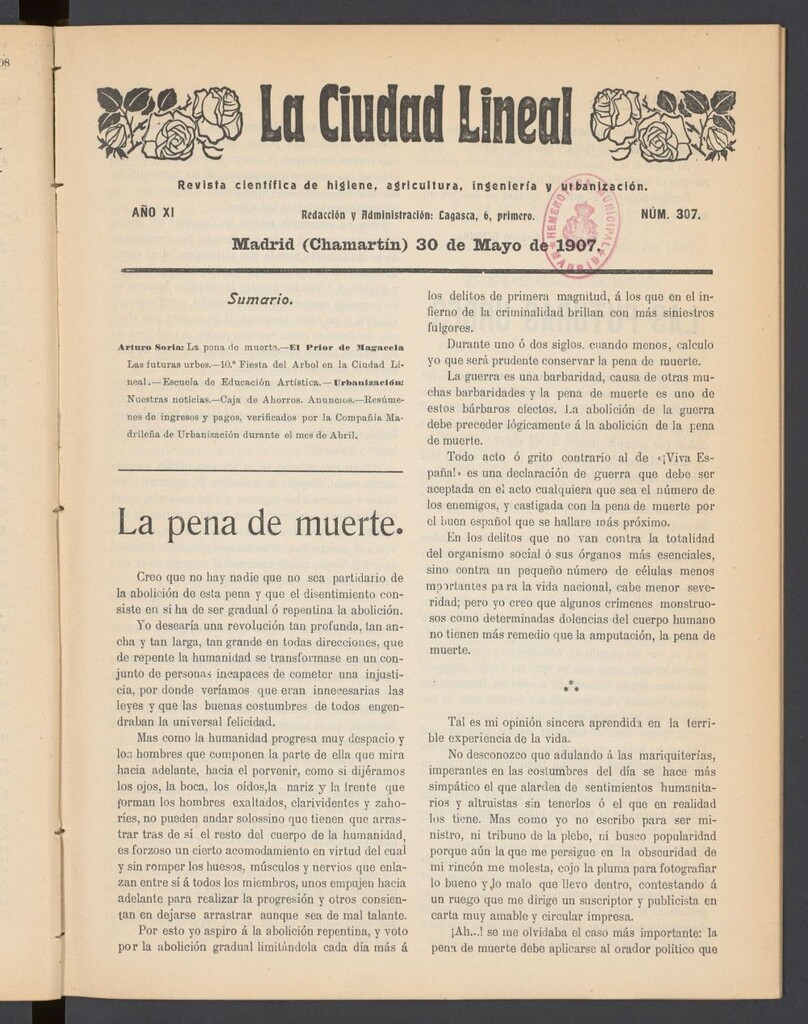 08
La Ciudad Lineal
Revista científica de higiene, agricultura, ingeniería y urbanización.
AÑO XI
Redacción y Administración: Lagasca, 6, primero.
NÚM. 307.
Madrid (Chamartín) 30 de Mayo de 1907.
HEMEROTECA MUNICIPAL
MADRID
Sumario.
Arturo Soria: La pena de muerte.—El Prior de Magacela
Las futuras urbes.—10.ª Fiesta del Arbol en la Ciudad Li-
neal.—Escuela de Educación Artística.—Urbanización:
Nuestras noticias.—Caja de Ahorros. Anuncios.—Resúme-
nes de ingresos y pagos, verificados por la Compañía Ma-
drileña de Urbanización durante el mes de Abril.
La pena de muerte.
Creo que no hay nadie que no sea partidario de
la abolición de esta pena y que el disentimiento con-
siste en si ha de ser gradual ó repentina la abolición.
Yo desearía una revolución tan profunda, tan an-
cha y tan larga, tan grande en todas direcciones, que
de repente la humanidad se transformase en un con-
junto de personas incapaces de cometer una injusti-
cia, por donde veríamos que eran innecesarias las
leyes y que las buenas costumbres de todos engen-
draban la universal felicidad.
Mas como la humanidad progresa muy despacio y
los hombres que componen la parte de ella que mira
hacia adelante, hacia el porvenir, como si dijéramos
los ojos, la boca, los oídos,la nariz y la frente que
forman los hombres exaltados, clarividentes y zaho-
ríes, no pueden andar solossino que tienen que arras-
trar tras de sí el resto del cuerpo de la humanidad,
es forzoso un cierto acomodamiento en virtud del cual
y sin romper los huesos, músculos y nervios que enla-
zan entre sí á todos los miembros, unos empujen hacia
adelante para realizar la progresión y otros consien-
tan en dejarse arrastrar aunque sea de mal talante.
Por esto yo aspiro á la abolición repentina, y voto
por la abolición gradual limitándola cada día más á
los delitos de primera magnitud, á los que en el in-
fierno de la criminalidad brillan con más siniestros
fulgores.
Durante uno ó dos siglos, cuando menos, calculo
yo que será prudente conservar la pena de muerte.
La guerra es una barbaridad, causa de otras mu-
chas barbaridades y la pena de muerte es uno de
estos bárbaros efectos. La abolición de la guerra
debe preceder lógicamente á la abolición de la pena
de muerte.
Todo acto ó grito contrario al de «¡Viva Es-
paña!» es una declaración de guerra que debe ser
aceptada en el acto cualquiera que sea el número de
los enemigos, y castigada con la pena de muerte por
el buen español que se hallare más próximo.
En los delitos que no van contra la totalidad
del organismo social ó sus órganos más esenciales,
sino contra un pequeño número de células menos
mportantes para la vida nacional, cabe menor seve-
ridad; pero yo creo que algunos crímenes monstruo-
sos como determinadas dolencias del cuerpo humano
no tienen más remedio que la amputación, la pena de
muerte.
⁂
Tal es mi opinión sincera aprendida en la terri-
ble experiencia de la vida.
No desconozco que adulando á las mariquiterías,
imperantes en las costumbres del día se hace más
simpático el que alardea de sentimientos humanita-
rios y altruistas sin tenerlos ó el que en realidad
los tiene. Mas como yo no escribo para ser mi-
nistro, ni tribuno de la plebe, ni busco popularidad
porque aún la que me persigue en la obscuridad de
mi rincón me molesta, cojo la pluma para fotografiar
lo bueno y lo malo que llevo dentro, contestando á
un ruego que me dirige un suscriptor y publicista en
carta muy amable y circular impresa.
¡Ah...! se me olvidaba el caso más importante: la
pena de muerte debe aplicarse al orador político que